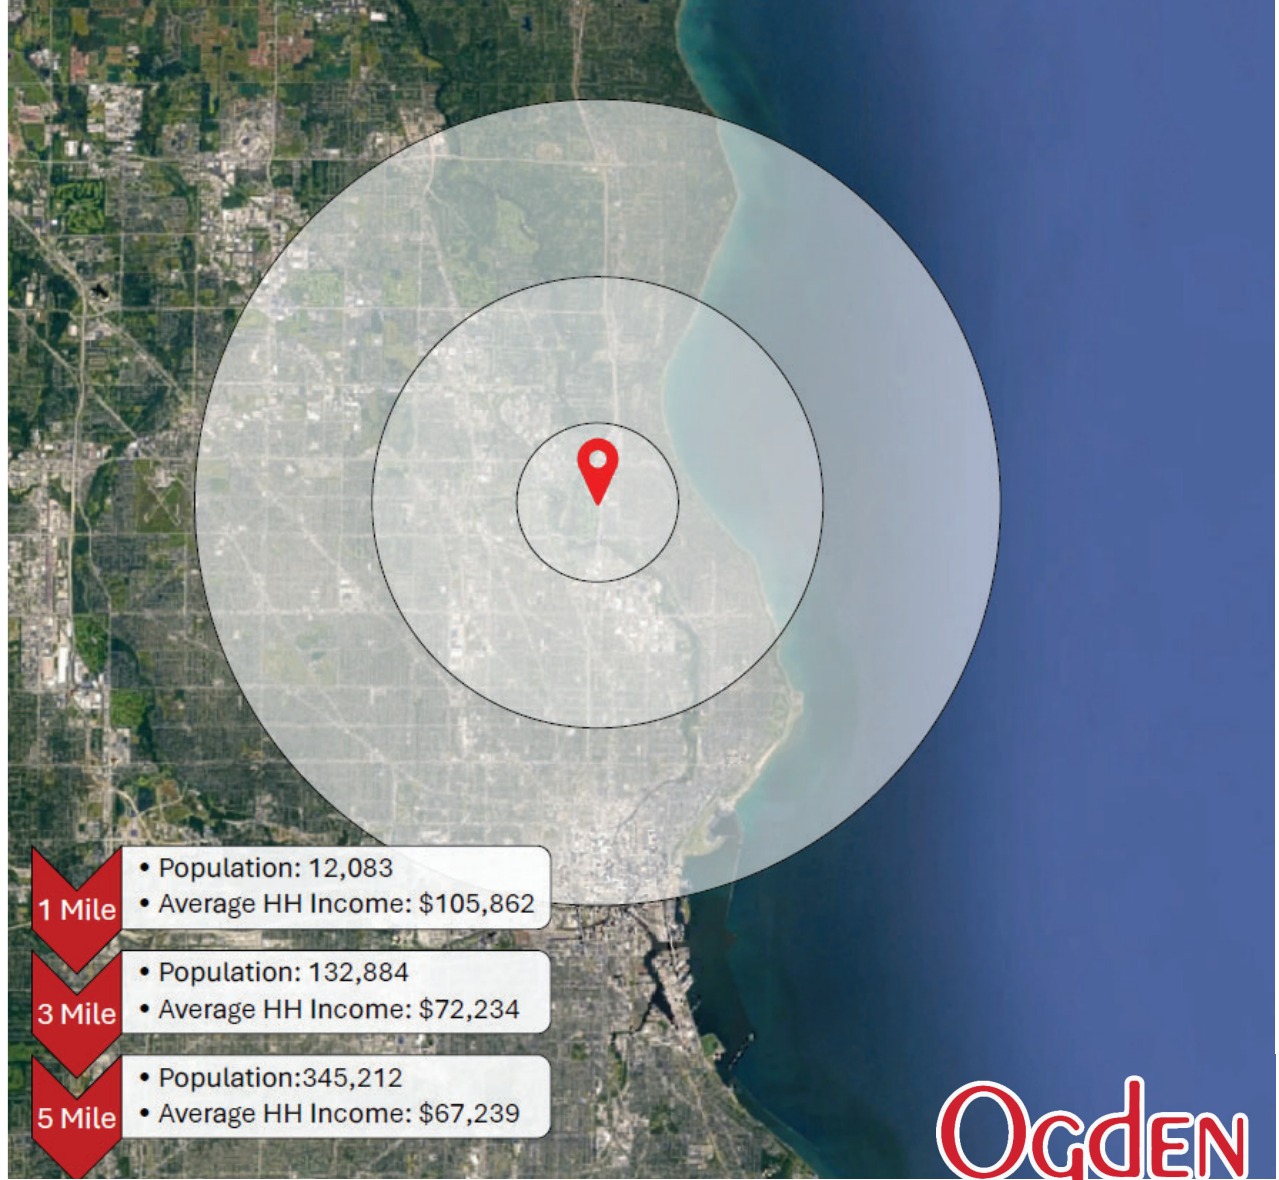 1 Mile
• Population: 12,083
• Average HH Income: $105,862
3 Mile
• Population: 132,884
• Average HH Income: $72,234
5 Mile
• Population:345,212
• Average HH Income: $67,239
OGdEN